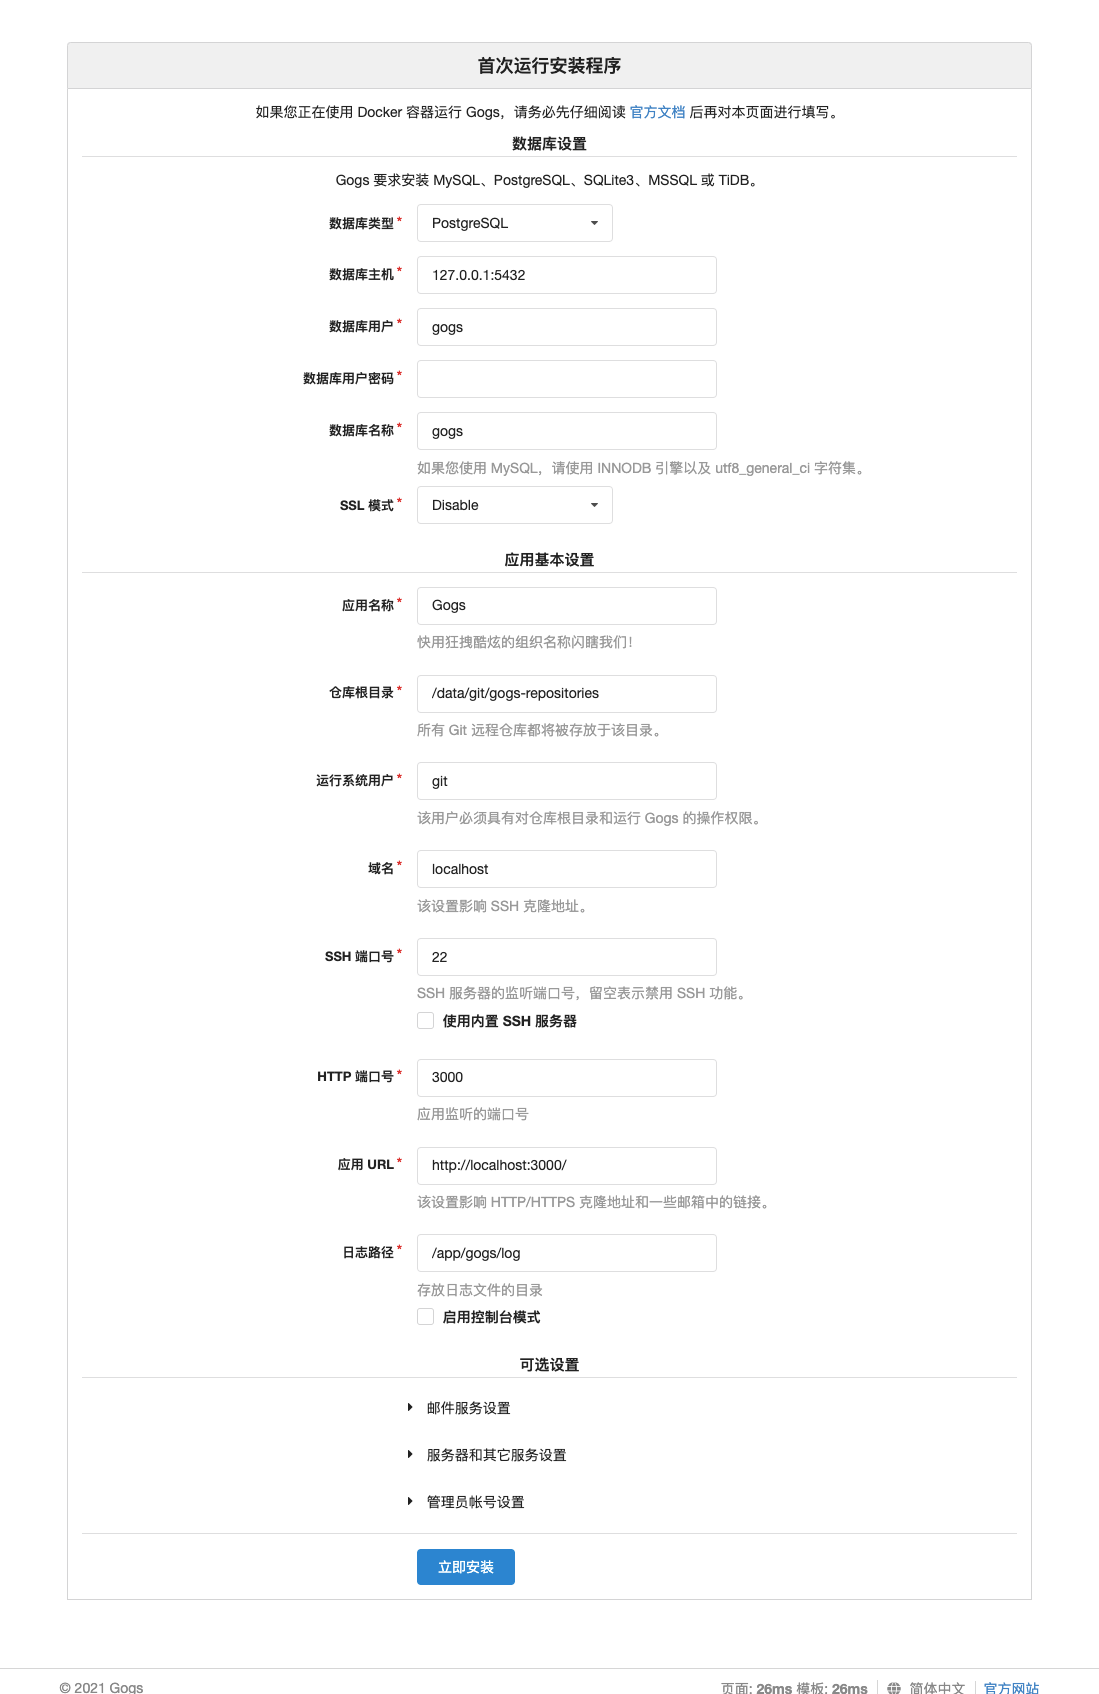 首次运行安装程序
如果您正在使用 Docker 容器运行 Gogs，请务必先仔细阅读 官方文档 后再对本页面进行填写。
数据库设置
Gogs 要求安装 MySQL、PostgreSQL、SQLite3、MSSQL 或 TiDB。
数据库类型* PostgreSQL
数据库主机* 127.0.0.1:5432
数据库用户* gogs
数据库用户密码*
数据库名称* gogs
如果您使用 MySQL，请使用 INNODB 引擎以及 utf8_general_ci 字符集。
SSL 模式* Disable
应用基本设置
应用名称* Gogs
快用狂拽酷炫的组织名称闪瞎我们！
仓库根目录* /data/git/gogs-repositories
所有 Git 远程仓库都将被存放于该目录。
运行系统用户* git
该用户必须具有对仓库根目录和运行 Gogs 的操作权限。
域名* localhost
该设置影响 SSH 克隆地址。
SSH 端口号* 22
SSH 服务器的监听端口号，留空表示禁用 SSH 功能。
使用内置 SSH 服务器
HTTP 端口号* 3000
应用监听的端口号
应用 URL* http://localhost:3000/
该设置影响 HTTP/HTTPS 克隆地址和一些邮箱中的链接。
日志路径* /app/gogs/log
存放日志文件的目录
启用控制台模式
可选设置
邮件服务设置
服务器和其它服务设置
管理员帐号设置
立即安装
© 2021 Gogs 页面: 26ms 模板: 26ms 简体中文 官方网站